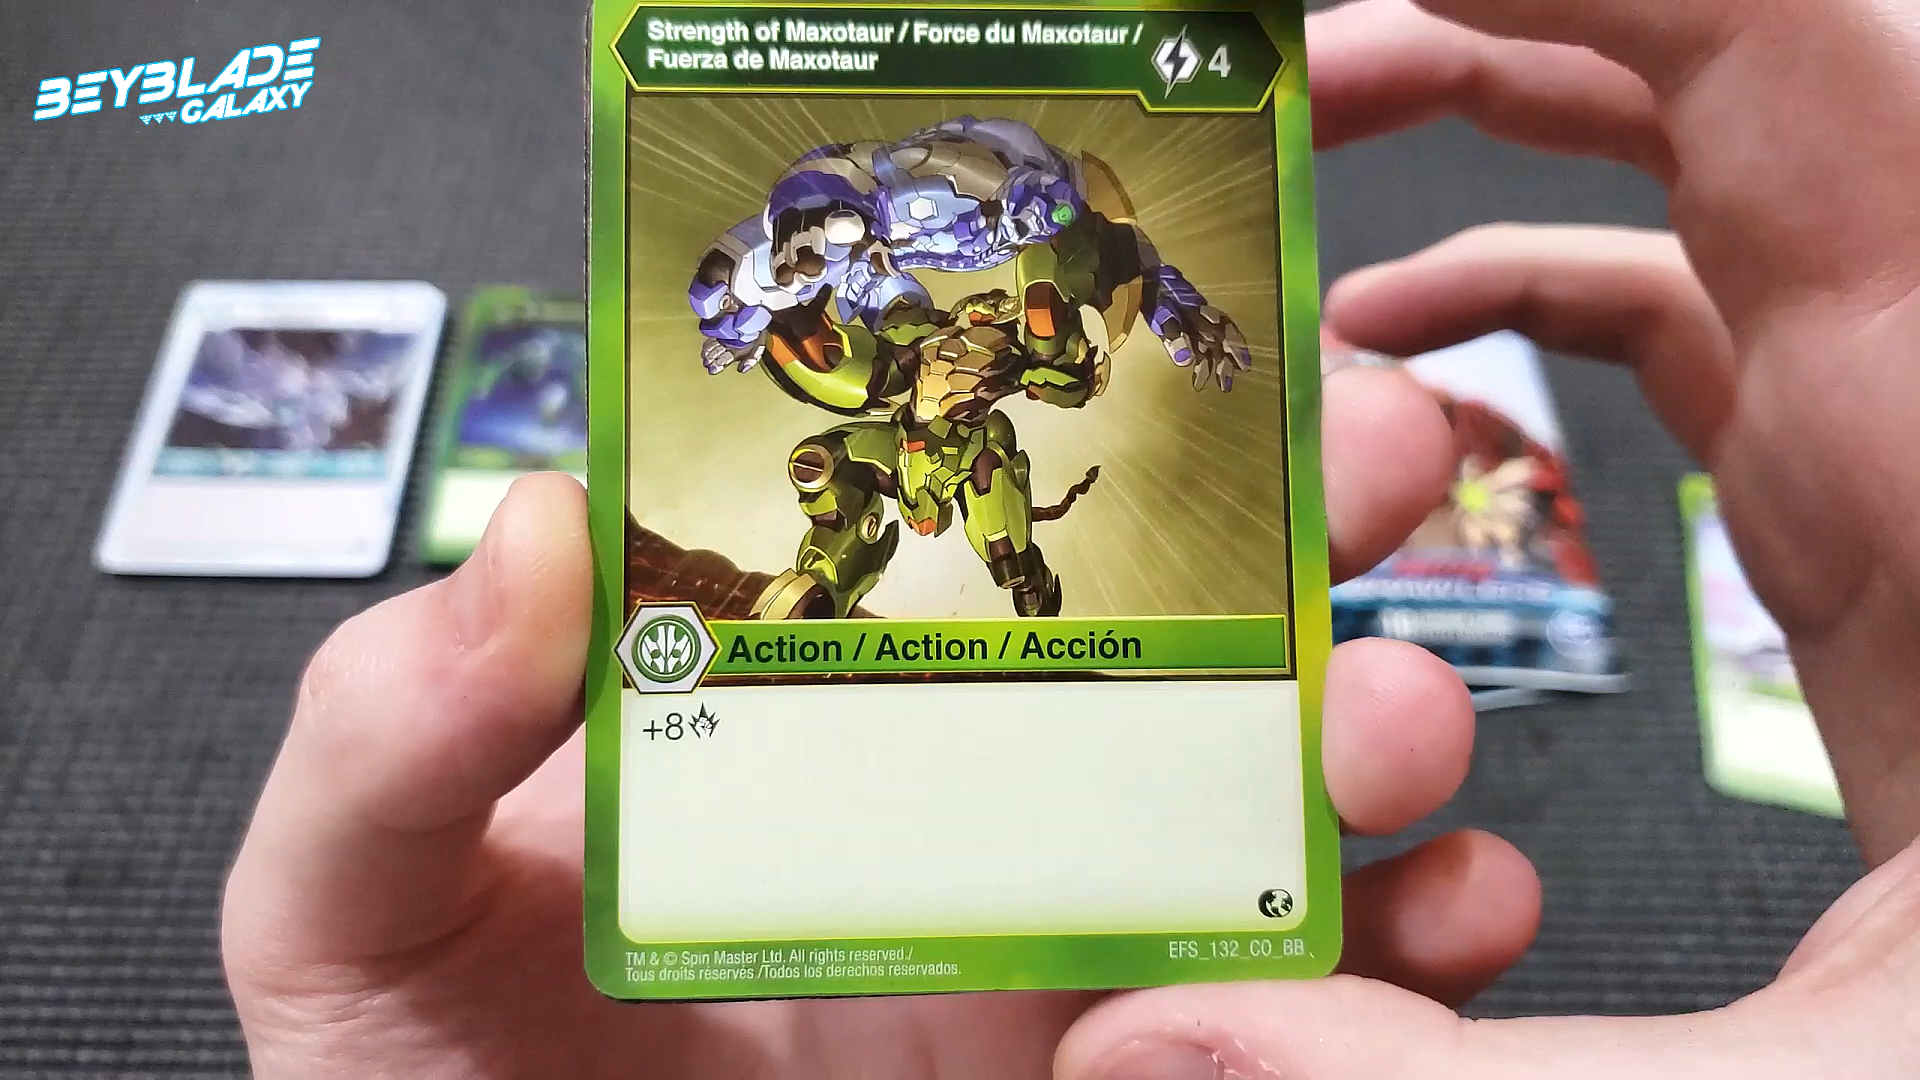 BEYBLADE
GALAXY
Strength of Maxotaur / Force du Maxotaur /
Fuerza de Maxotaur
4
Action / Action / Acción
+8
TM & © Spin Master Ltd. All rights reserved./
Tous droits réservés./Todos los derechos reservados.
EFS_132_CO_BB